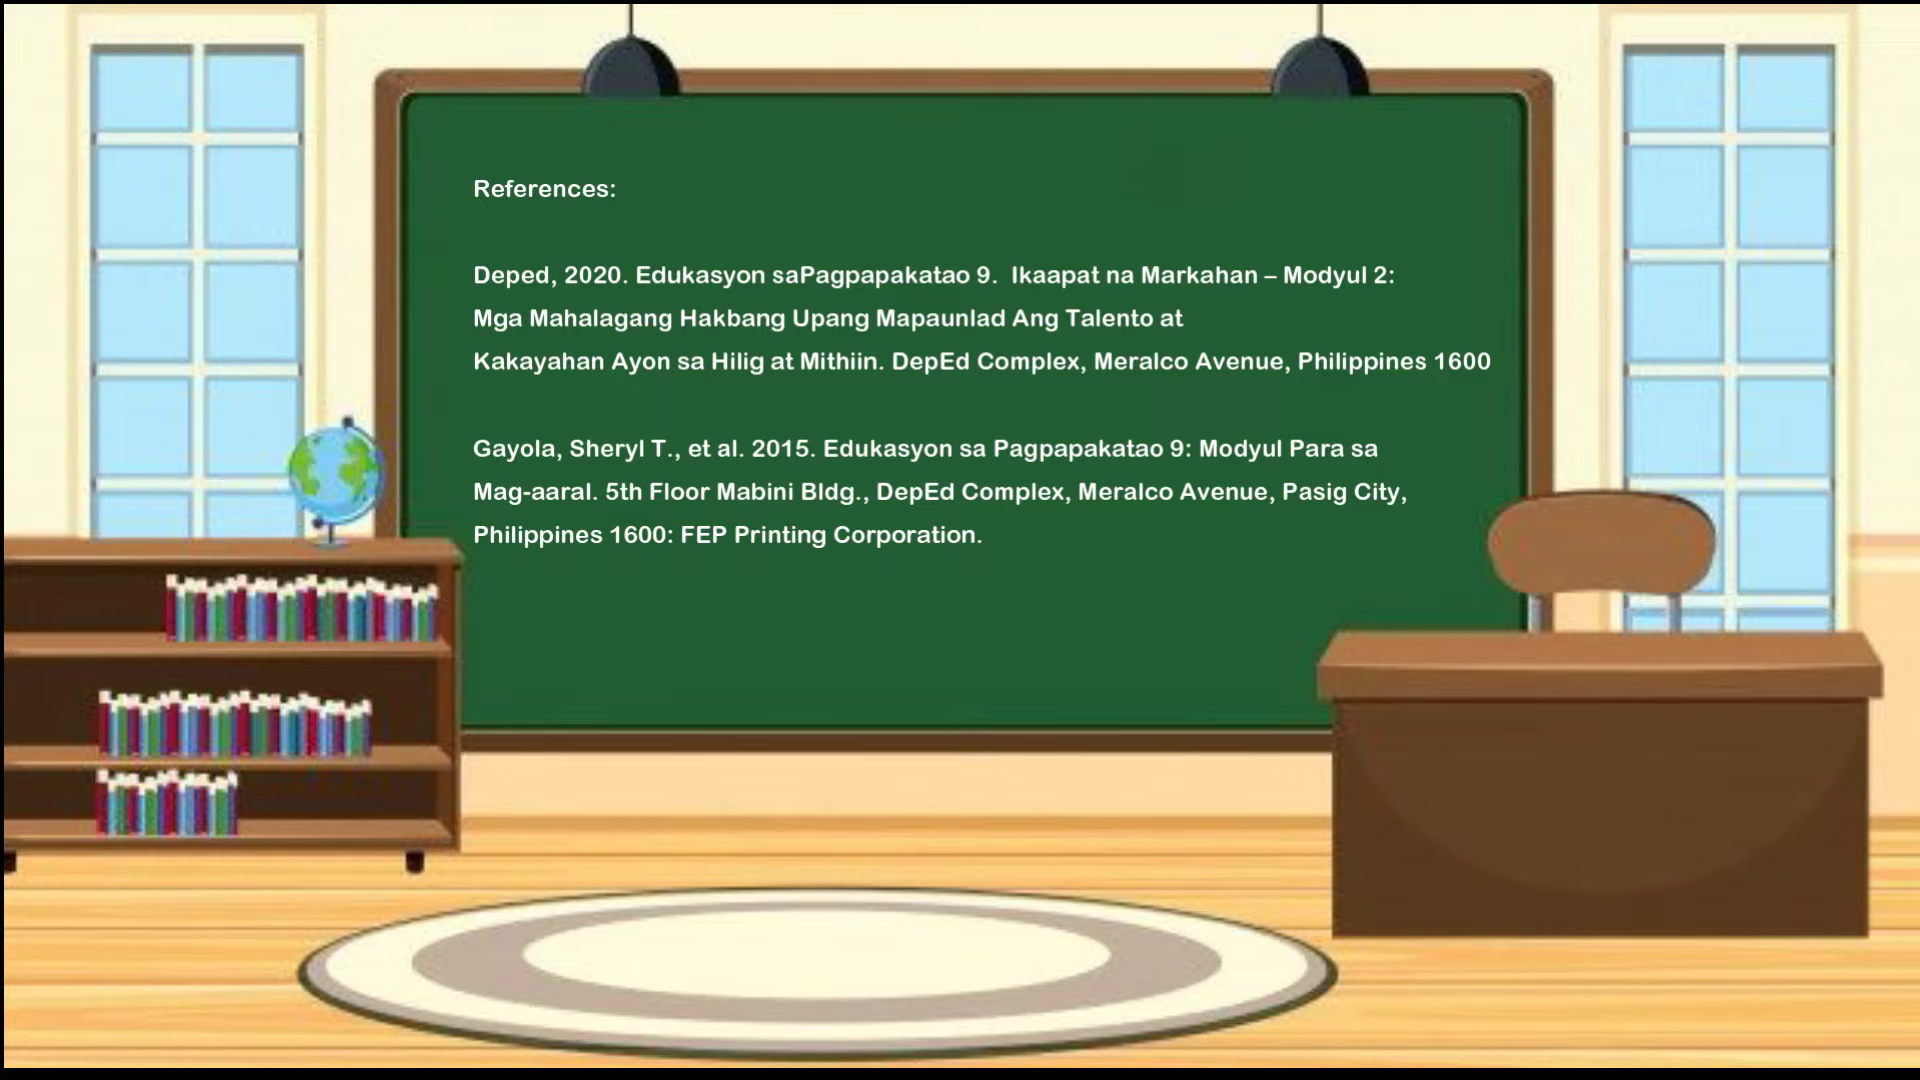 References:
Deped, 2020. Edukasyon saPagpapakatao 9.  Ikaapat na Markahan – Modyul 2:
Mga Mahalagang Hakbang Upang Mapaunlad Ang Talento at
Kakayahan Ayon sa Hilig at Mithiin. DepEd Complex, Meralco Avenue, Philippines 1600
Gayola, Sheryl T., et al. 2015. Edukasyon sa Pagpapakatao 9: Modyul Para sa
Mag-aaral. 5th Floor Mabini Bldg., DepEd Complex, Meralco Avenue, Pasig City,
Philippines 1600: FEP Printing Corporation.